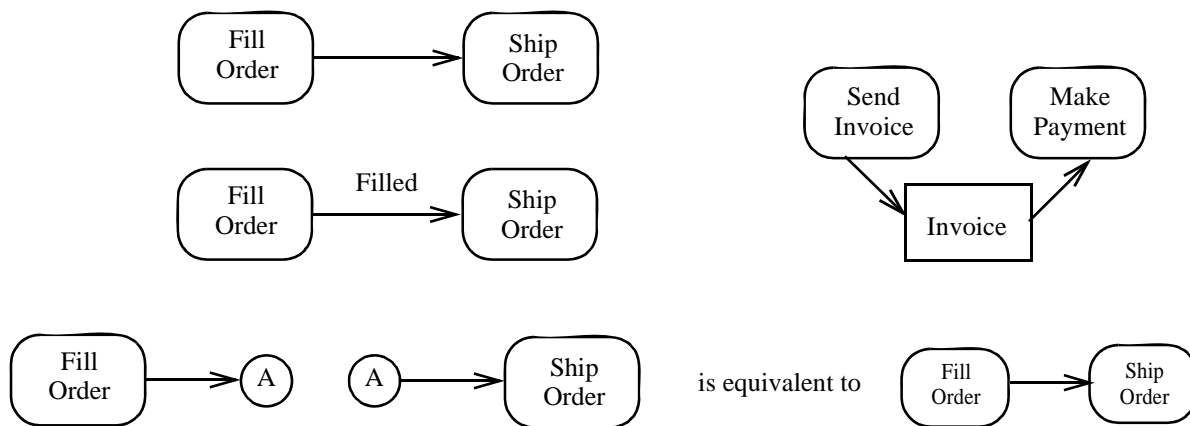 Fill
Order
Ship
Order
Send
Invoice
Make
Payment
Invoice
Fill
Order
Filled
Ship
Order
Fill
Order
A
A
Ship
Order
is equivalent to
Fill
Order
Ship
Order